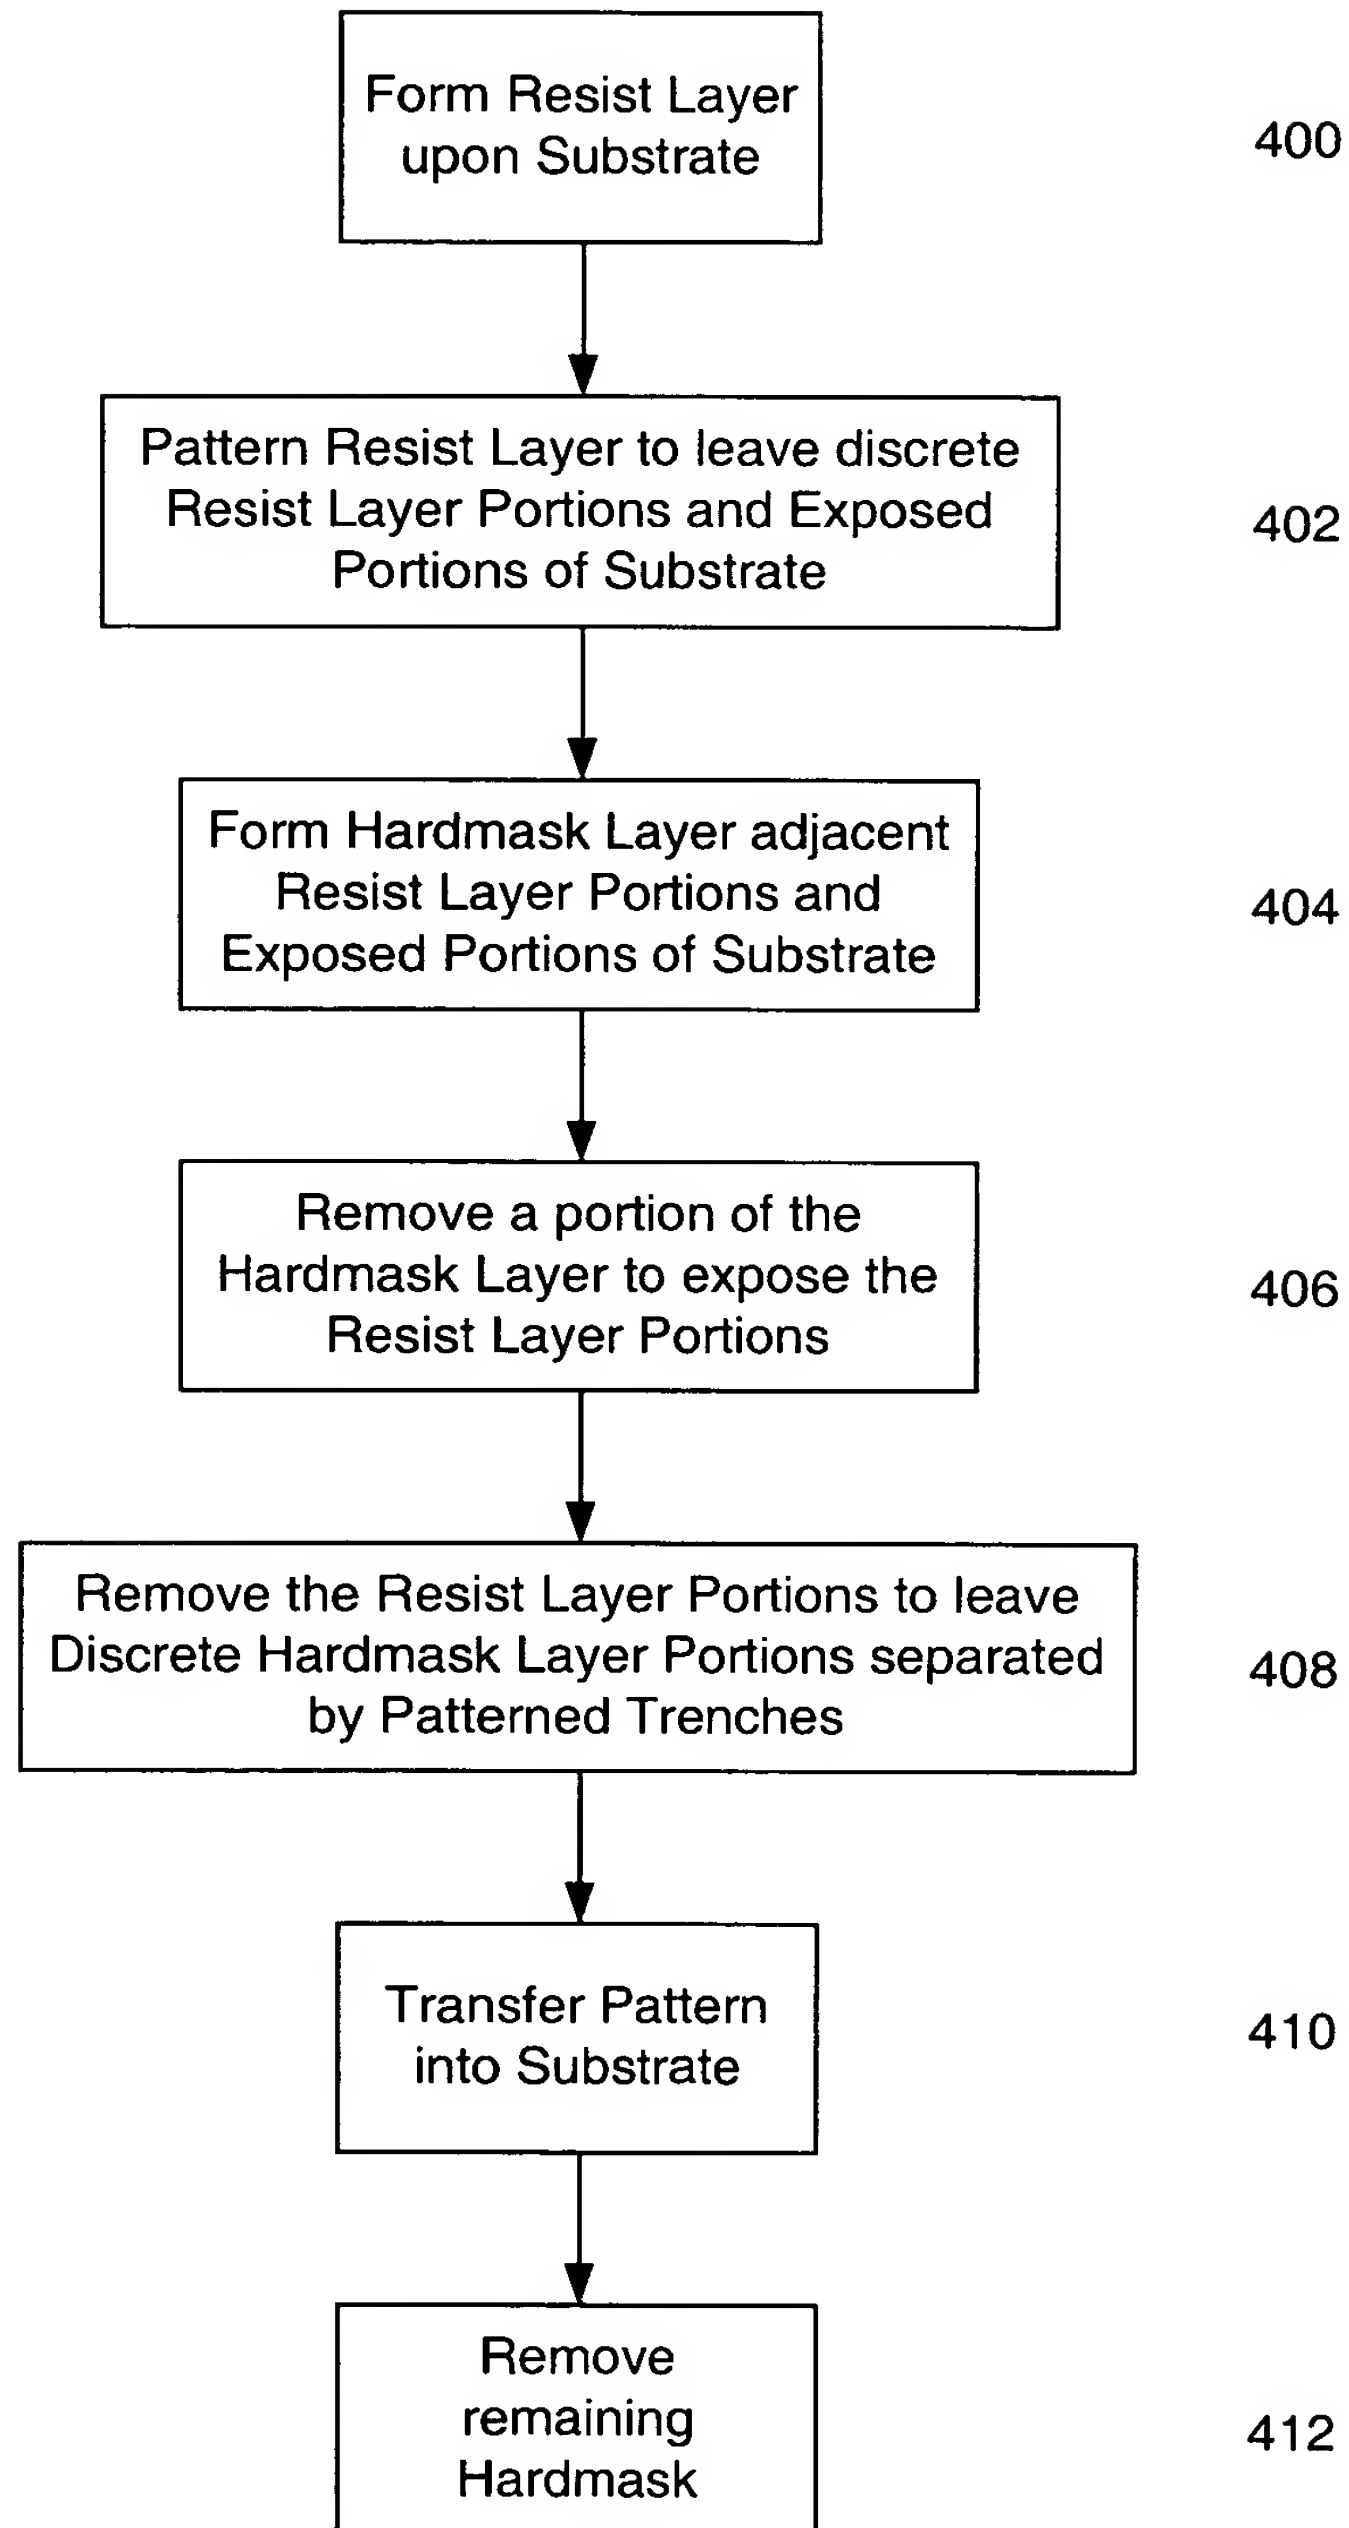 Form Resist Layer
upon Substrate
400
Pattern Resist Layer to leave discrete
Resist Layer Portions and Exposed
Portions of Substrate
402
Form Hardmask Layer adjacent
Resist Layer Portions and
Exposed Portions of Substrate
404
Remove a portion of the
Hardmask Layer to expose the
Resist Layer Portions
406
Remove the Resist Layer Portions to leave
Discrete Hardmask Layer Portions separated
by Patterned Trenches
408
Transfer Pattern
into Substrate
410
Remove
remaining
Hardmask
412